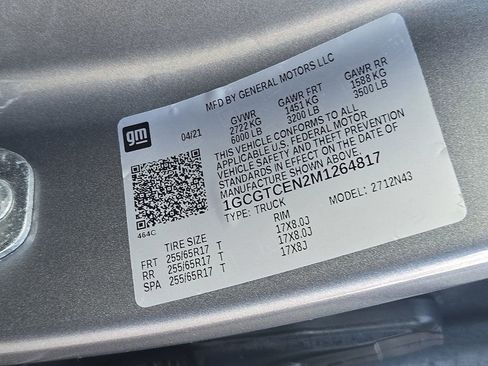 MFD BY GENERAL MOTORS LLC
gm
04/21
GVWR GAWR FRT GAWR RR
2722 KG 1451 KG 1588 KG
6000 LB 3200 LB 3500 LB
THIS VEHICLE CONFORMS TO ALL
APPLICABLE U.S. FEDERAL MOTOR
VEHICLE SAFETY AND THEFT PREVENTION
STANDARDS IN EFFECT ON THE DATE OF
MANUFACTURE SHOWN ABOVE.
1GCGTCEN2M1264817
TYPE: TRUCK MODEL: 2712N43
464C
TIRE SIZE RIM
FRT 255/65R17 T 17X8.0J
RR 255/65R17 T 17X8.0J
SPA 255/65R17 T 17X8J